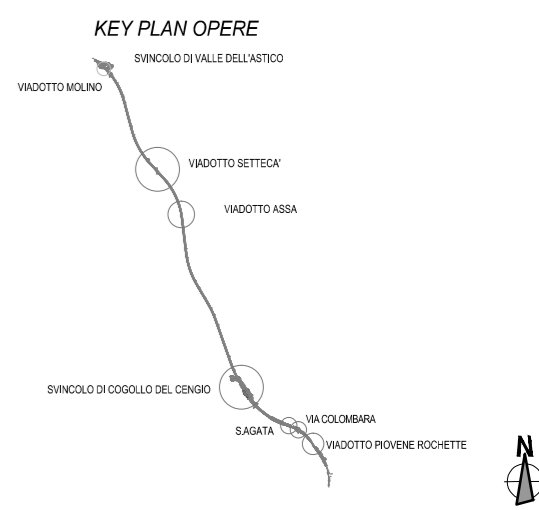 KEY PLAN OPERE
SVINCOLO DI VALLE DELL'ASTICO
VIADOTTO MOLINO
VIADOTTO SETTECA'
VIADOTTO ASSA
SVINCOLO DI COGOLLO DEL CENGIO
VIA COLOMBARA
S.AGATA
VIADOTTO PIOVENE ROCHETTE
N